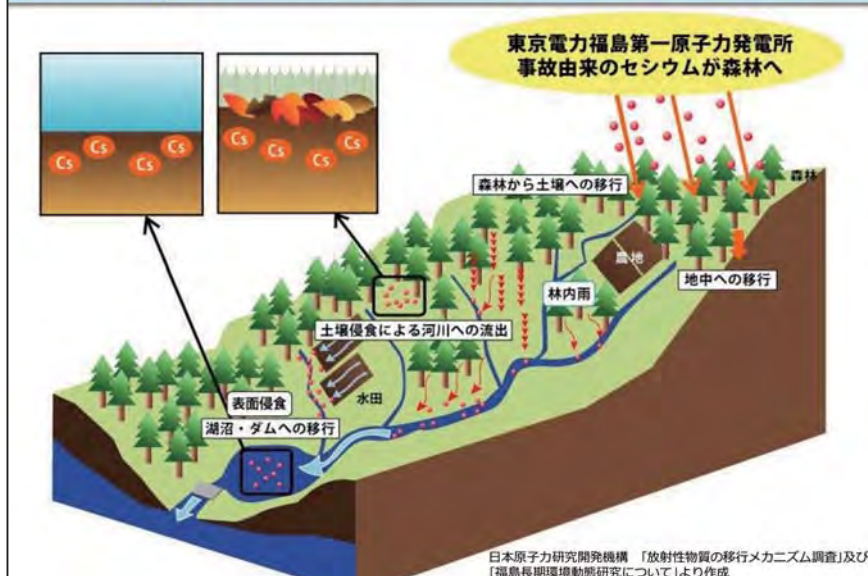 東京電力福島第一原子力発電所
事故由来のセシウムが森林へ
Cs
Cs
Cs
Cs
Cs
Cs
Cs
Cs
森林から土壌への移行
森林
農地
地中への移行
林内雨
土壌侵食による河川への流出
水田
表面侵食
湖沼・ダムへの移行
日本原子力研究開発機構 「放射性物質の移行メカニズム調査」及び
「福島長期環境動態研究について」より作成